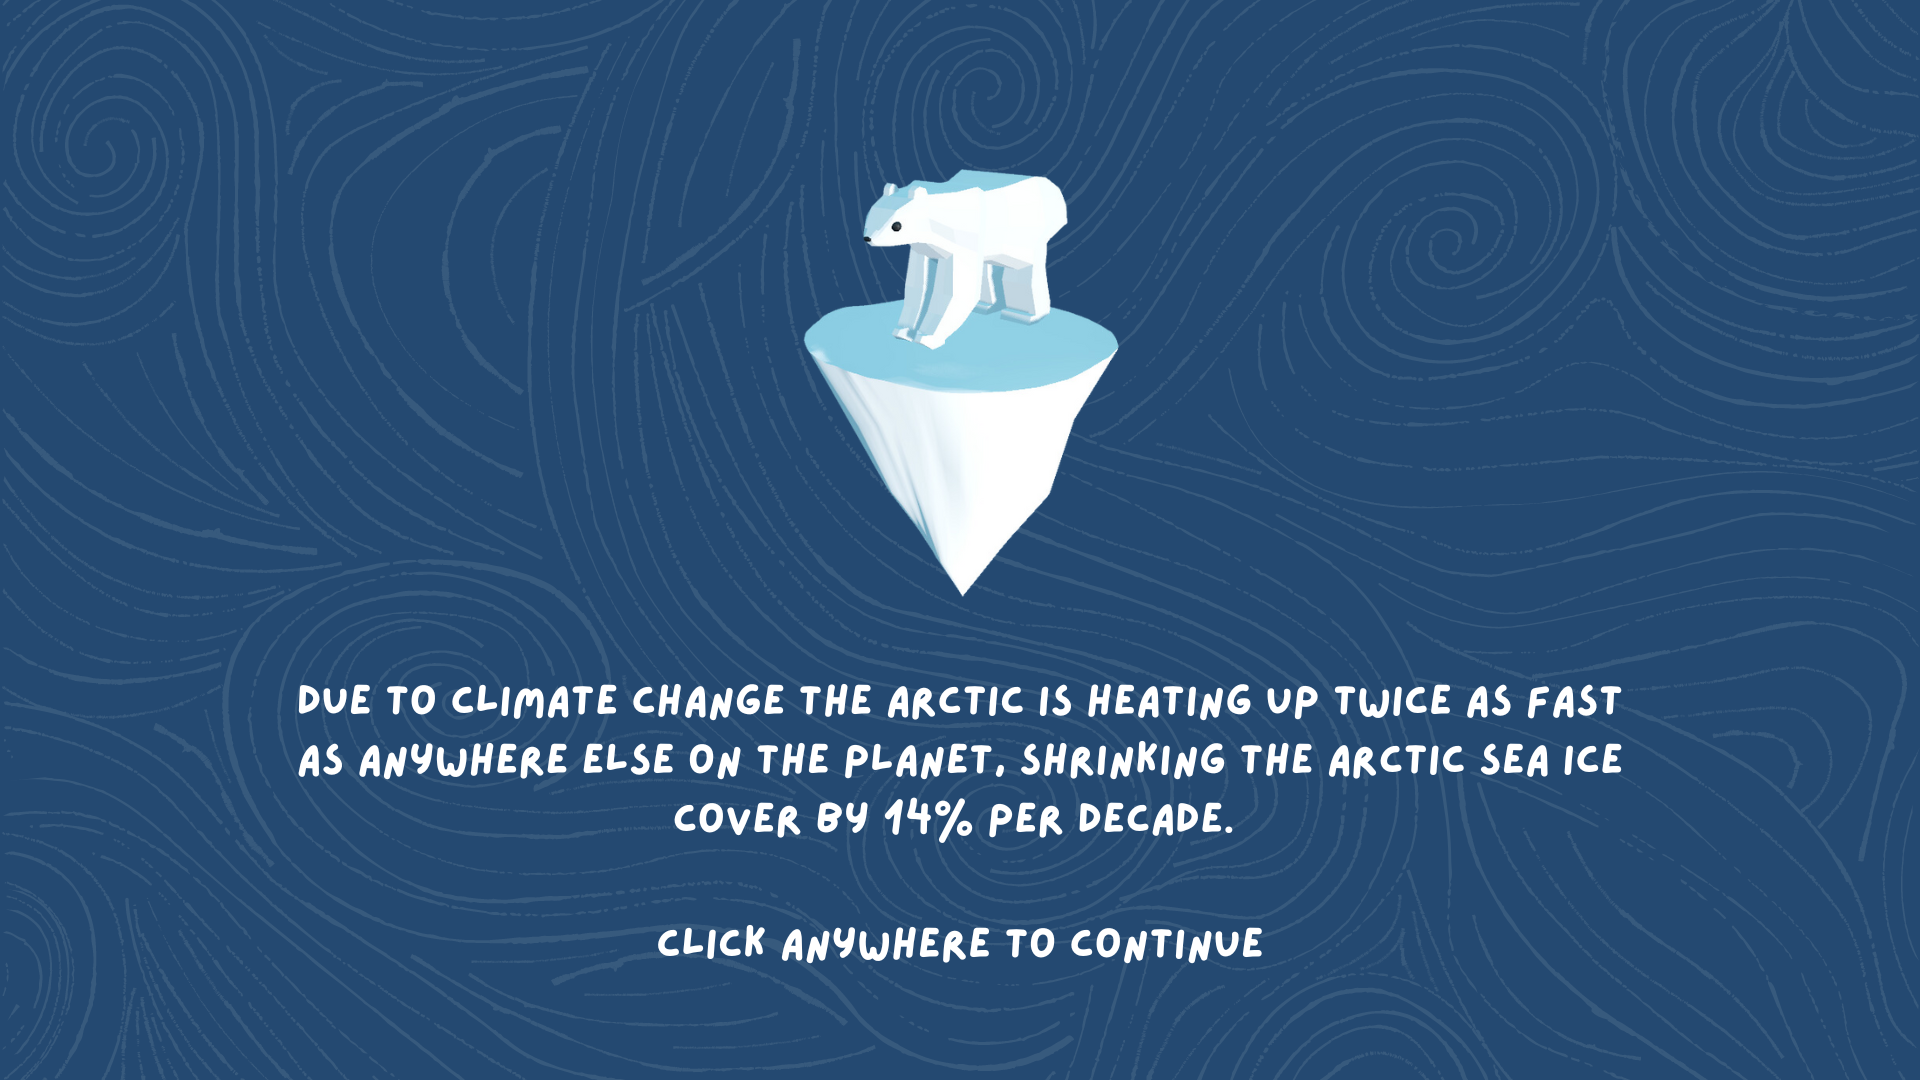 DUE TO CLIMATE CHANGE THE ARCTIC IS HEATING UP TWICE AS FAST
AS ANYWHERE ELSE ON THE PLANET, SHRINKING THE ARCTIC SEA ICE
COVER BY 14% PER DECADE.
CLICK ANYWHERE TO CONTINUE